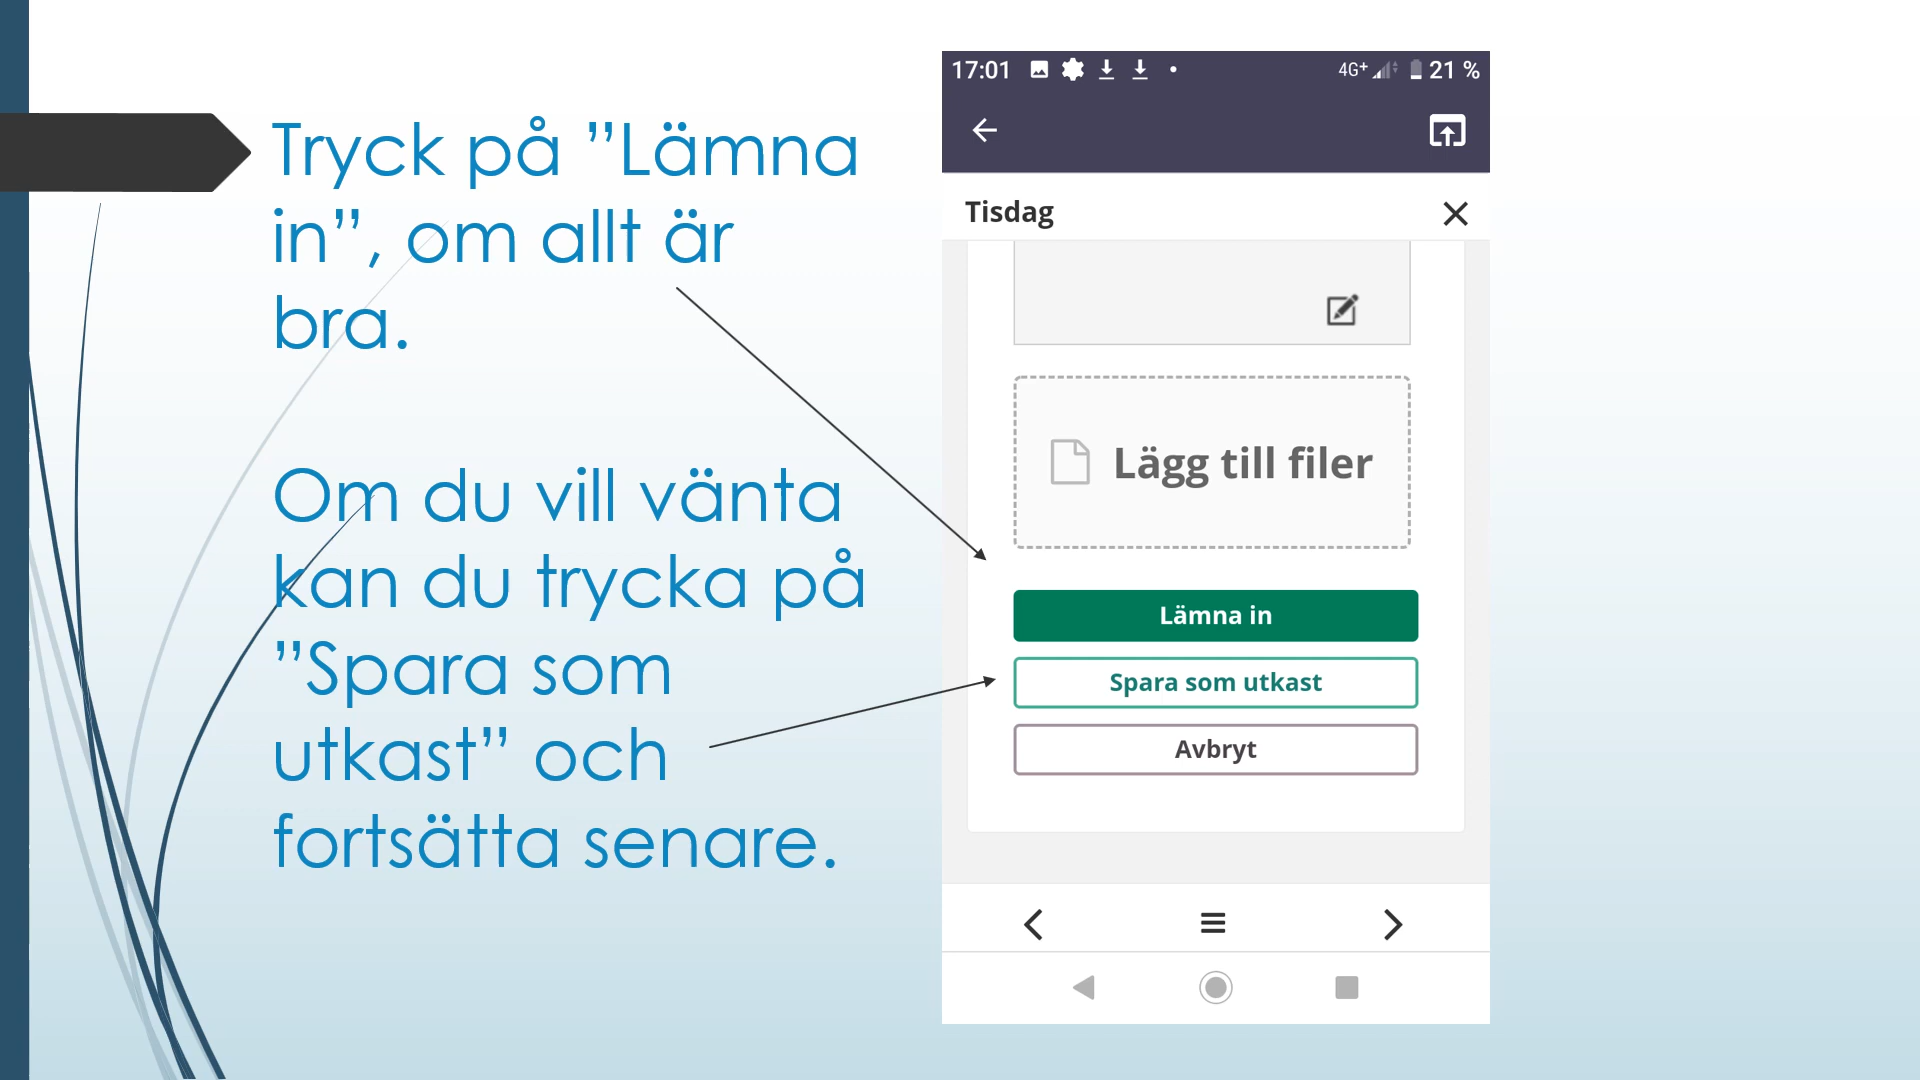 Tryck på ”Lämna
in”, om allt är
bra.
Om du vill vänta
kan du trycka på
”Spara som
utkast” och
fortsätta senare.
17:01 4G+ 21 %
Tisdag
Lägg till filer
Lämna in
Spara som utkast
Avbryt